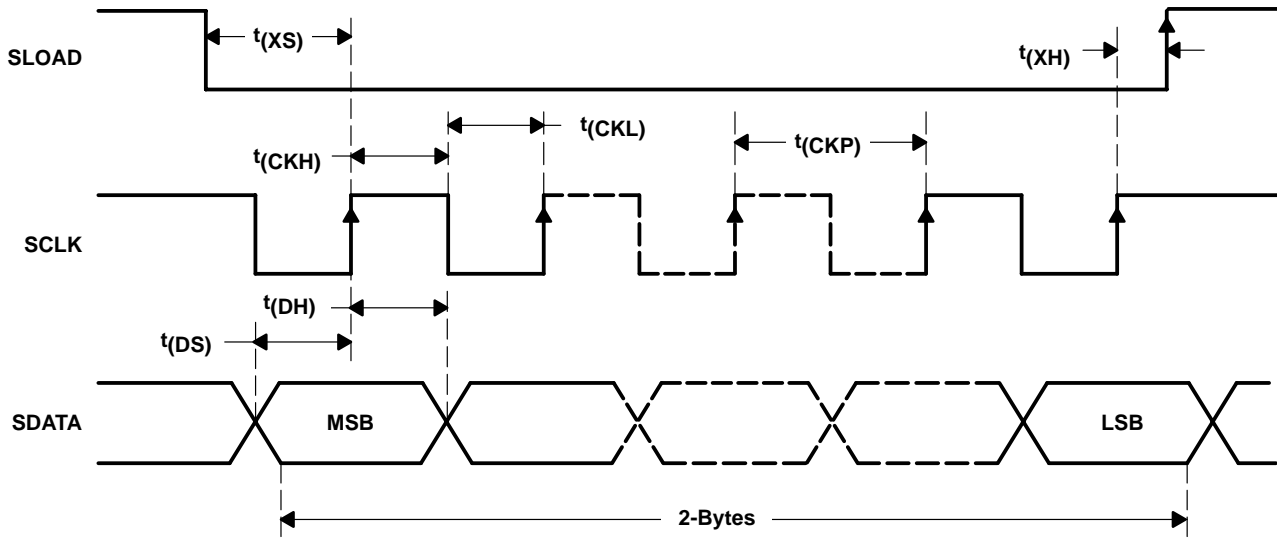 t(XS)
SLOAD
t(XH)
t(CKL)
t(CKH)
t(CKP)
SCLK
t(DH)
t(DS)
SDATA
MSB
LSB
2-Bytes